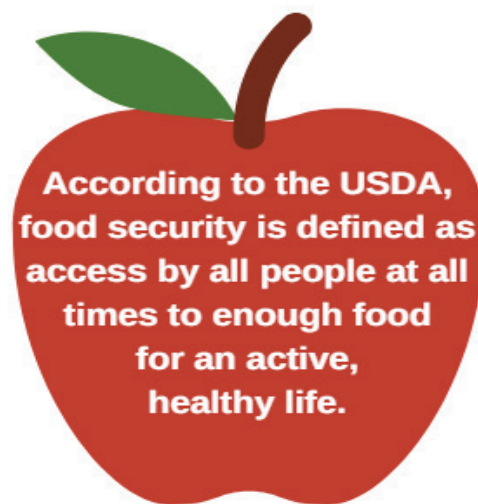 According to the USDA,
food security is defined as
access by all people at all
times to enough food
for an active,
healthy life.